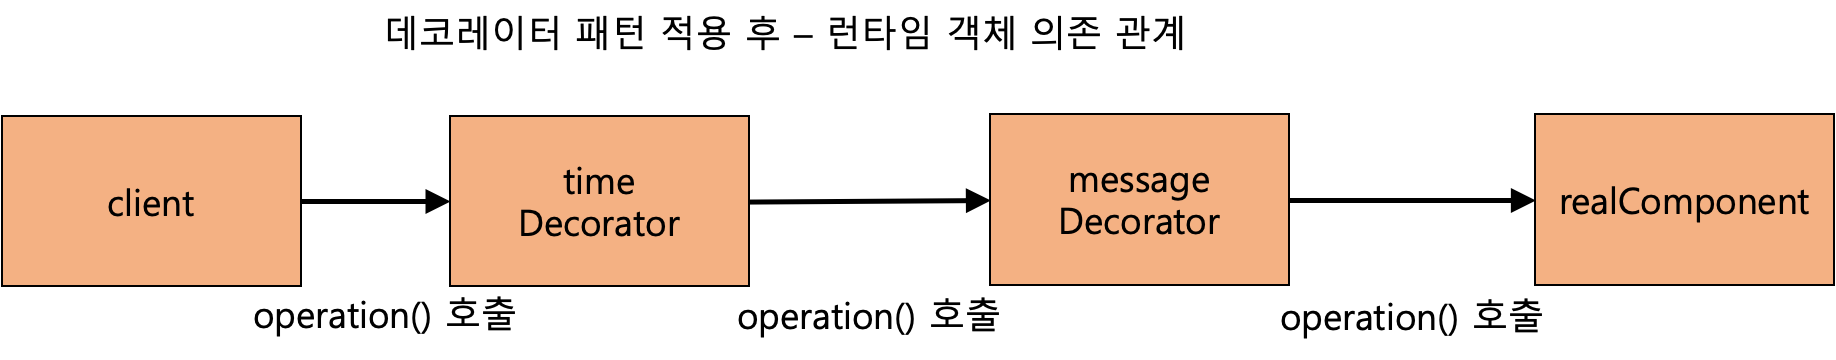 데코레이터 패턴 적용 후 – 런타임 객체 의존 관계
client
time
Decorator
message
Decorator
realComponent
operation() 호출
operation() 호출
operation() 호출